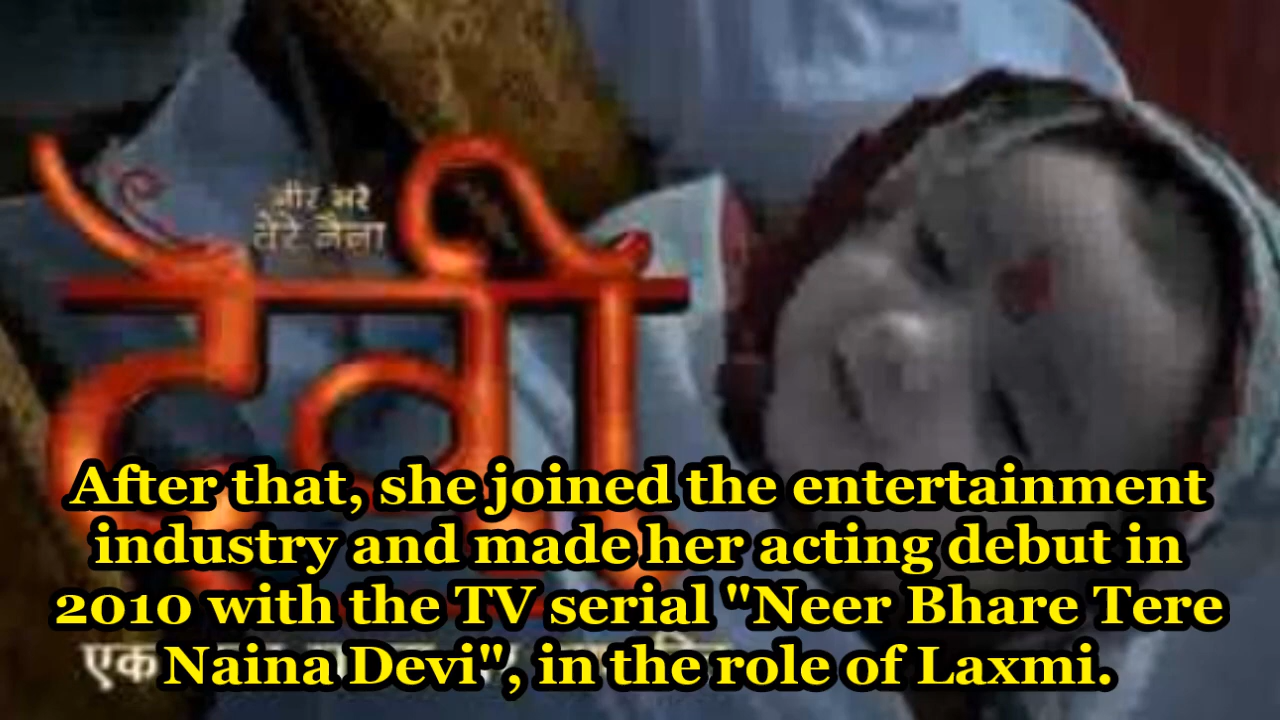 नीर भरे
तेरे नैना
देवी
After that, she joined the entertainment
industry and made her acting debut in
2010 with the TV serial "Neer Bhare Tere
Naina Devi", in the role of Laxmi.
एक